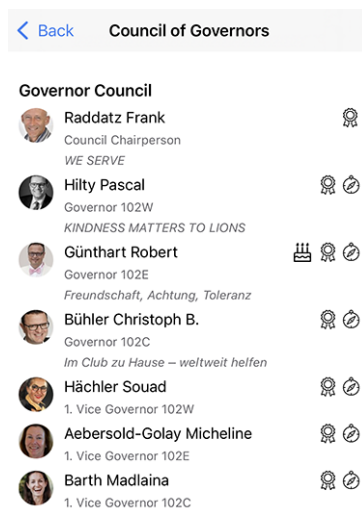 Back
Council of Governors
Governor Council
Raddatz Frank
Council Chairperson
WE SERVE
Hilty Pascal
Governor 102W
KINDNESS MATTERS TO LIONS
Günthart Robert
Governor 102E
Freundschaft, Achtung, Toleranz
Bühler Christoph B.
Governor 102C
Im Club zu Hause – weltweit helfen
Hächler Souad
1. Vice Governor 102W
Aebersold-Golay Micheline
1. Vice Governor 102E
Barth Madlaina
1. Vice Governor 102C